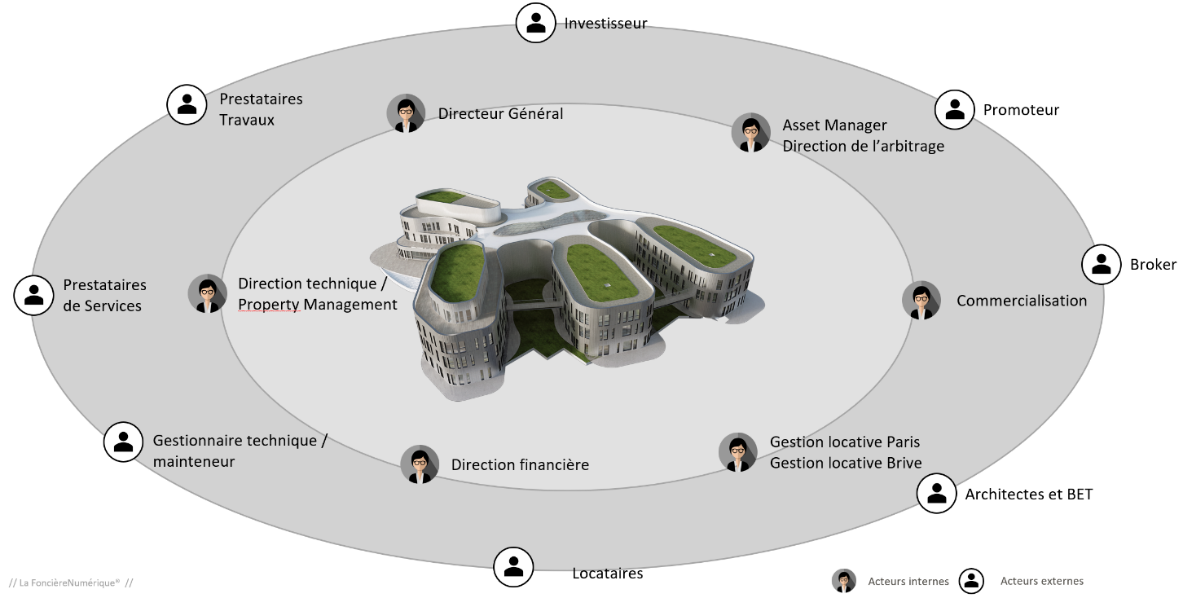 Investisseur
Prestataires
Travaux
Directeur Général
Promoteur
Asset Manager
Direction de l’arbitrage
Prestataires
de Services
Direction technique /
Property Management
Broker
Commercialisation
Gestionnaire technique /
mainteneur
Direction financière
Gestion locative Paris
Gestion locative Brive
Architectes et BET
Locataires
// La FoncièreNumérique® //
Acteurs internes
Acteurs externes